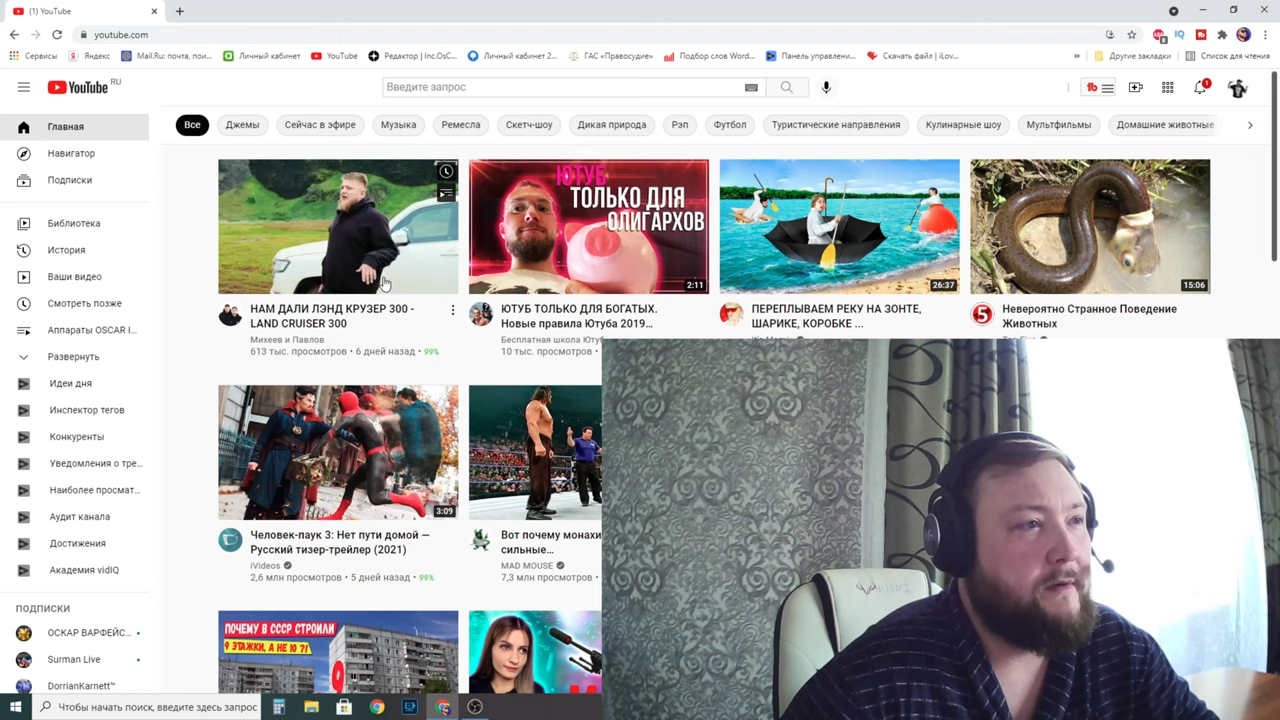 (1) YouTube
youtube.com
Сервисы
Яндекс
Mail.Ru: почта, пои...
Личный кабинет
YouTube
Редактор | Inc.OsC...
Личный кабинет 2...
ГАС «Правосудие»
Подбор слов Word...
Панель управлени...
Скачать файл | iLov...
»
Другие закладки
Список для чтения
YouTube RU
Введите запрос
1
Главная
Навигатор
Подписки
Библиотека
История
Ваши видео
Смотреть позже
Аппараты OSCAR I...
Развернуть
Идеи дня
Инспектор тегов
Конкуренты
Уведомления о тре...
Наиболее просмат...
Аудит канала
Достижения
Академия vidIQ
ПОДПИСКИ
ОСКАР ВАРФЕЙС...
Surman Live
DorrianKarnett™
Все
Джемы
Сейчас в эфире
Музыка
Ремесла
Скетч-шоу
Дикая природа
Рэп
Футбол
Туристические направления
Кулинарные шоу
Мультфильмы
Домашние животные
НАМ ДАЛИ ЛЭНД КРУЗЕР 300 -
LAND CRUISER 300
Михеев и Павлов
613 тыс. просмотров • 6 дней назад • 99%
ЮТУБ
ТОЛЬКО ДЛЯ
ОЛИГАРХОВ
2:11
ЮТУБ ТОЛЬКО ДЛЯ БОГАТЫХ.
Новые правила Ютуба 2019...
Бесплатная школа Ютуб
10 тыс. просмотров •
26:37
ПЕРЕПЛЫВАЕМ РЕКУ НА ЗОНТЕ,
ШАРИКЕ, КОРОБКЕ ...
15:06
Невероятно Странное Поведение
Животных
3:09
Человек-паук 3: Нет пути домой —
Русский тизер-трейлер (2021)
iVideos
2,6 млн просмотров • 5 дней назад • 99%
Вот почему монахи
сильные...
MAD MOUSE
7,3 млн просмотров •
ПОЧЕМУ В СССР СТРОИЛИ
9 ЭТАЖКИ, А НЕ 10 ?!
Чтобы начать поиск, введите здесь запрос